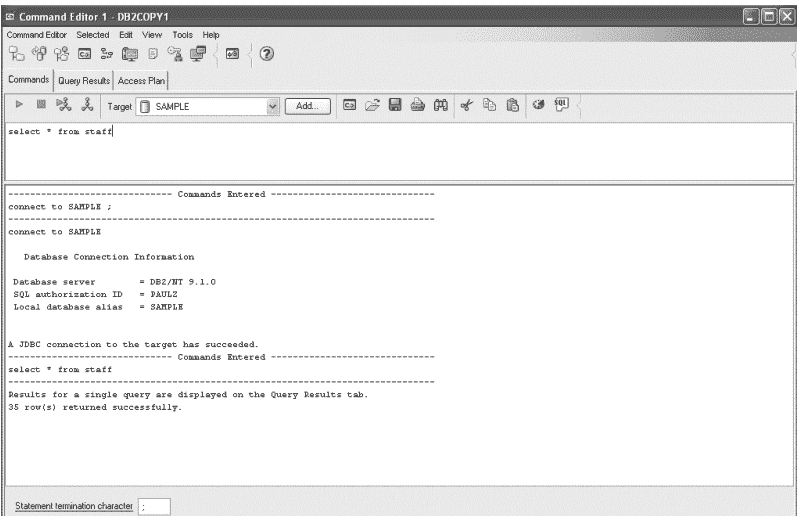 Command Editor 1 - DB2COPY1
Command Editor Selected Edit View Tools Help
Commands Query Results Access Plan
Target SAMPLE Add... SQL
select * from staff
------------------------------ Commands Entered ------------------------------
connect to SAMPLE ;
------------------------------------------------------------------------------
connect to SAMPLE
Database Connection Information
Database server = DB2/NT 9.1.0
SQL authorization ID = PAULZ
Local database alias = SAMPLE
A JDBC connection to the target has succeeded.
------------------------------ Commands Entered ------------------------------
select * from staff
------------------------------------------------------------------------------
Results for a single query are displayed on the Query Results tab.
35 row(s) returned successfully.
Statement termination character ;